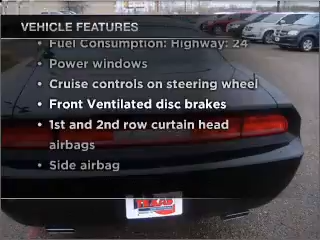 VEHICLE FEATURES
• Fuel Consumption: Highway: 24
• Power windows
• Cruise controls on steering wheel
• Front Ventilated disc brakes
• 1st and 2nd row curtain head
airbags
• Side airbag
TEXAS